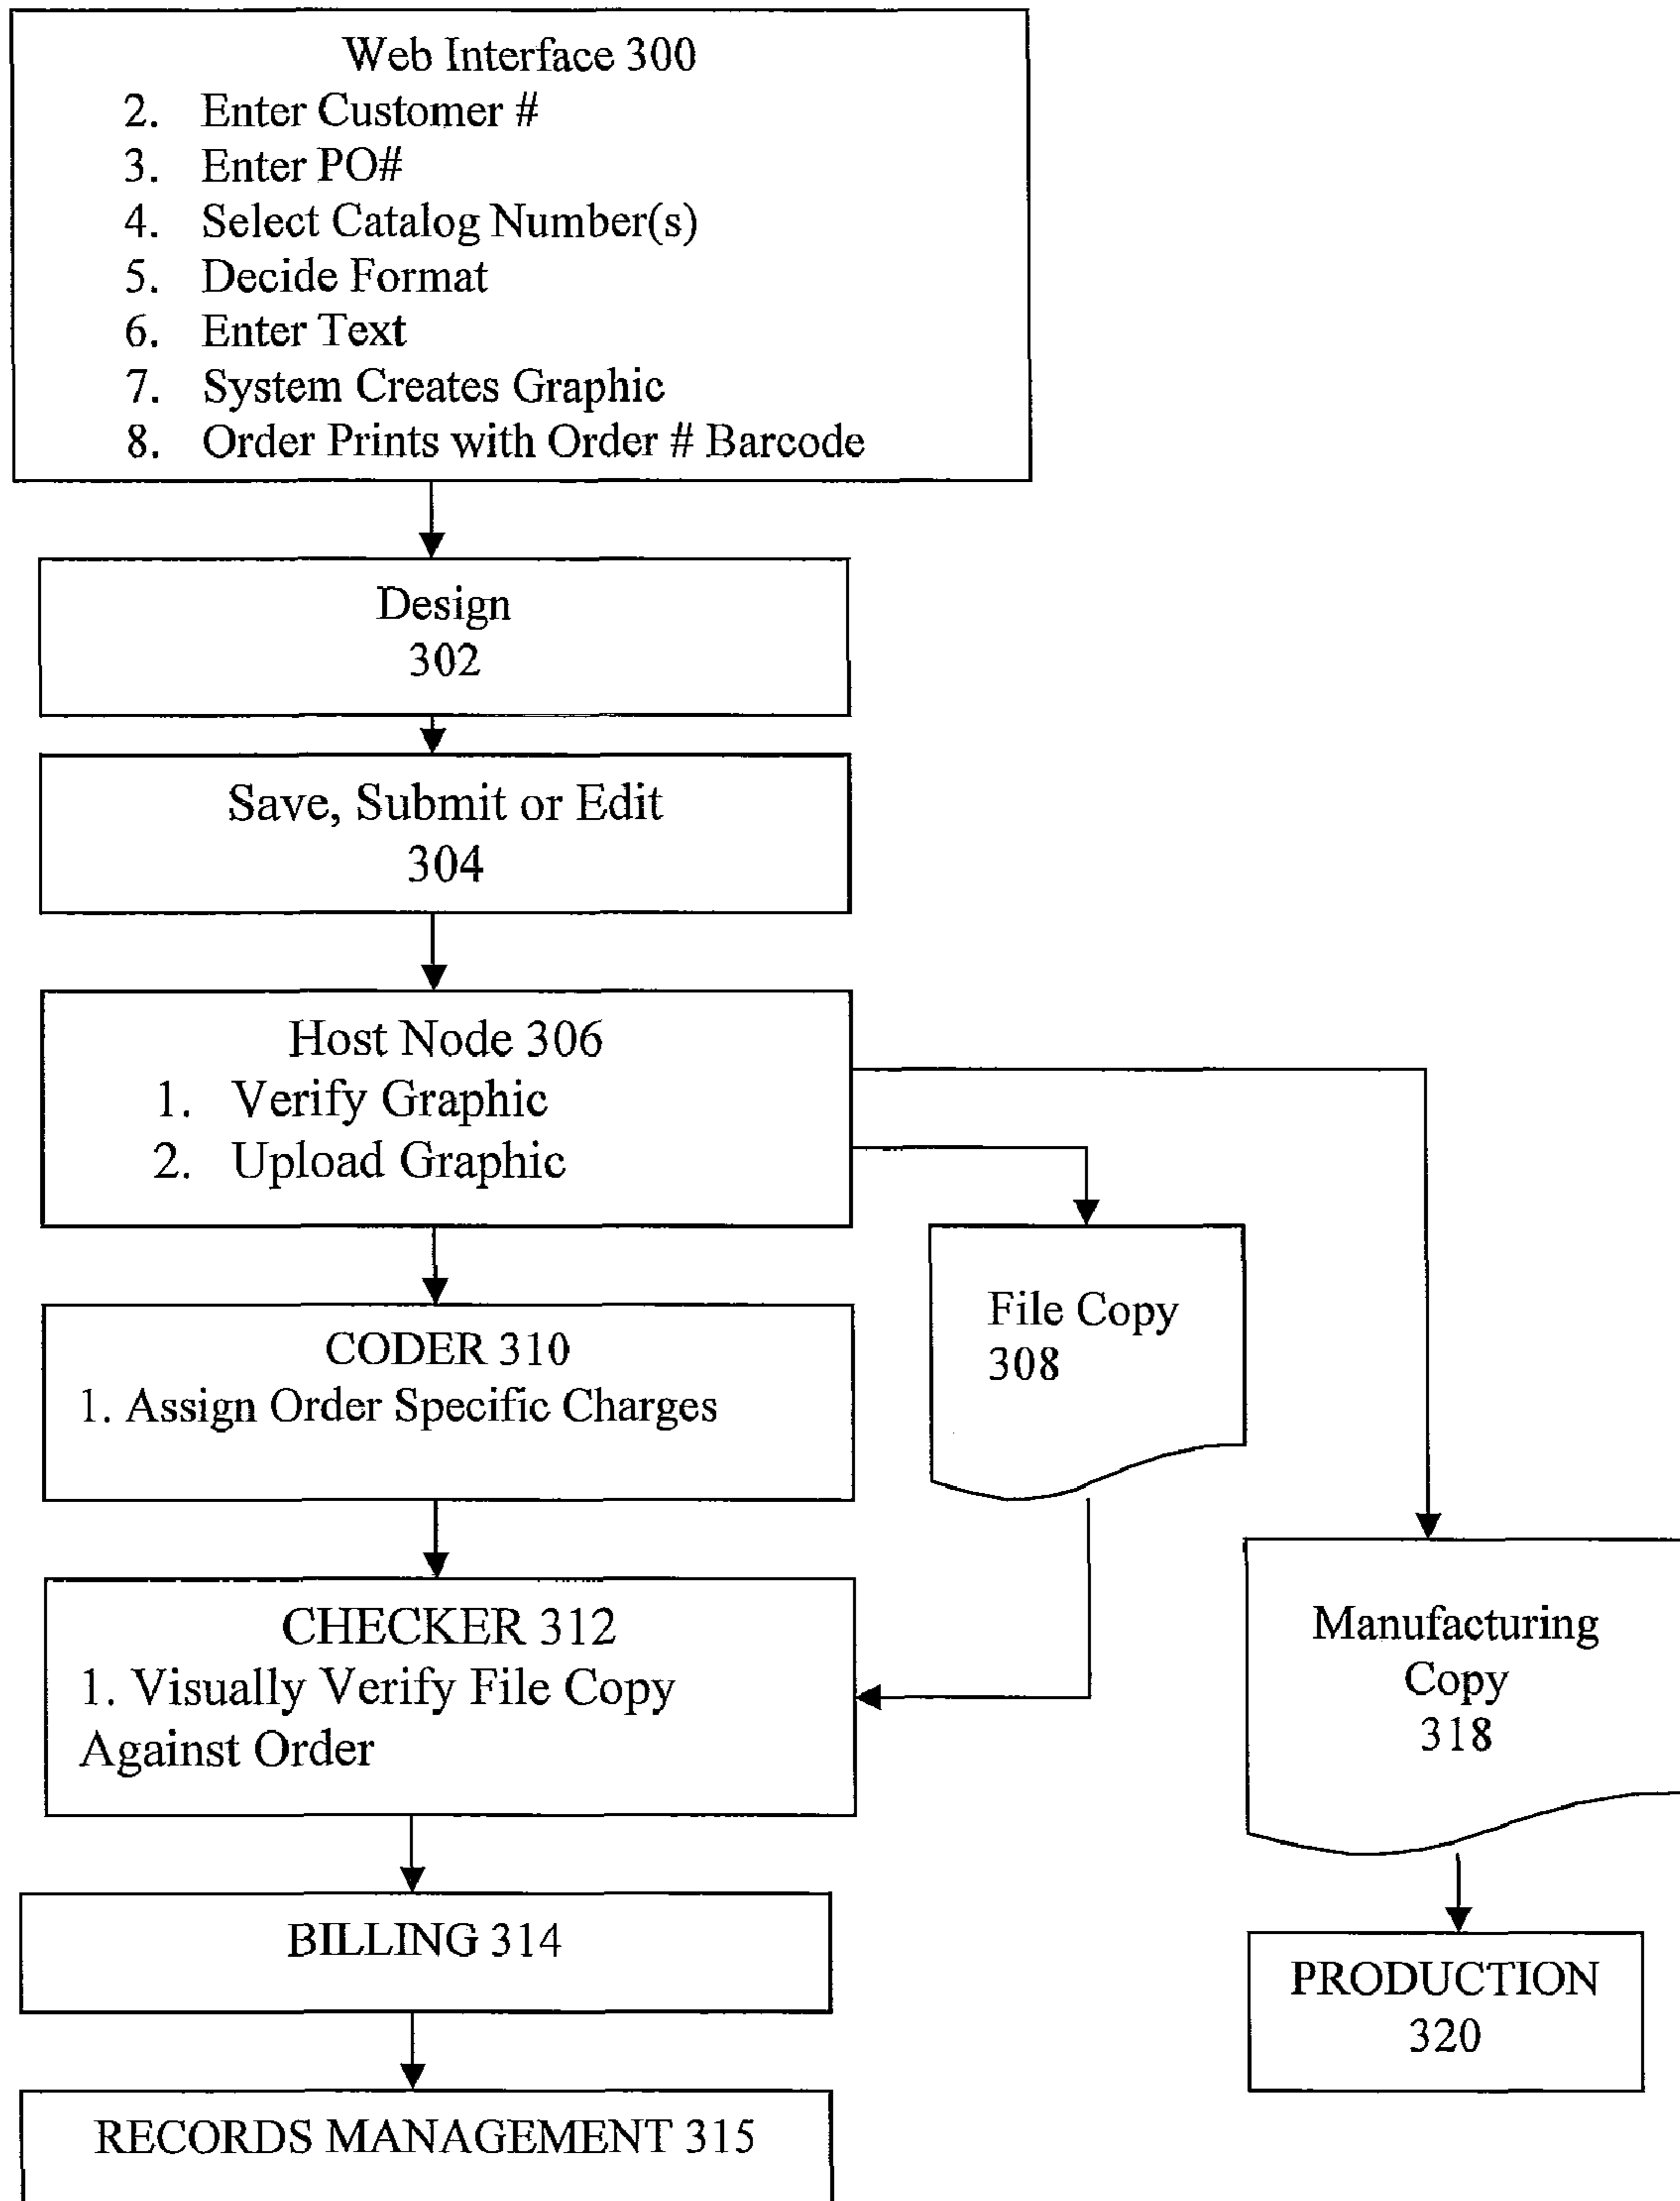 Web Interface 300
2. Enter Customer #
3. Enter PO#
4. Select Catalog Number(s)
5. Decide Format
6. Enter Text
7. System Creates Graphic
8. Order Prints with Order # Barcode
Design
302
Save, Submit or Edit
304
Host Node 306
1. Verify Graphic
2. Upload Graphic
File Copy
308
CODER 310
1. Assign Order Specific Charges
CHECKER 312
1. Visually Verify File Copy
Against Order
Manufacturing
Copy
318
BILLING 314
PRODUCTION
320
RECORDS MANAGEMENT 315